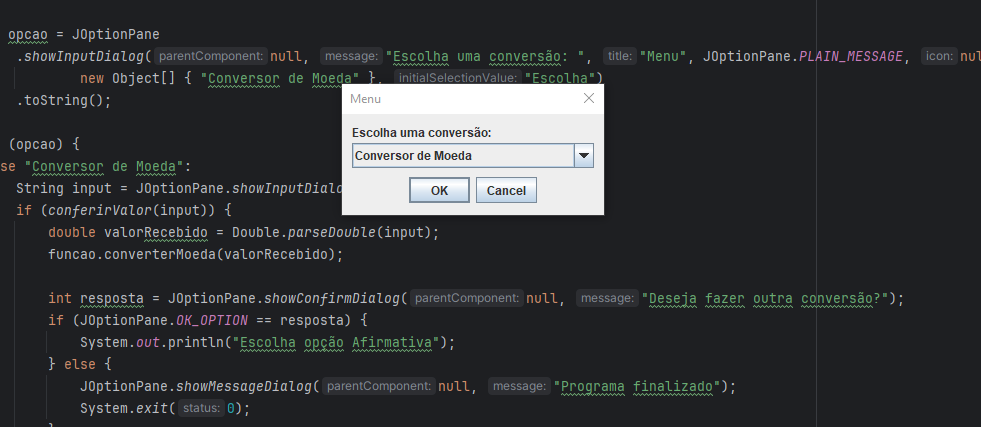 opcao = JOptionPane
.showInputDialog( parentComponent: null, message: "Escolha uma conversão: ", title: "Menu", JOptionPane.PLAIN_MESSAGE, icon: nul
new Object[] { "Conversor de Moeda" }, initialSelectionValue: "Escolha")
.toString();
Menu
Escolha uma conversão:
Conversor de Moeda
OK Cancel
(opcao) {
se "Conversor de Moeda":
String input = JOptionPane.showInputDialo
if (conferirValor(input)) {
double valorRecebido = Double.parseDouble(input);
funcao.converterMoeda(valorRecebido);
int resposta = JOptionPane.showConfirmDialog( parentComponent: null, message: "Deseja fazer outra conversão?");
if (JOptionPane.OK_OPTION == resposta) {
System.out.println("Escolha opção Afirmativa");
} else {
JOptionPane.showMessageDialog( parentComponent: null, message: "Programa finalizado");
System.exit( status: 0);
}